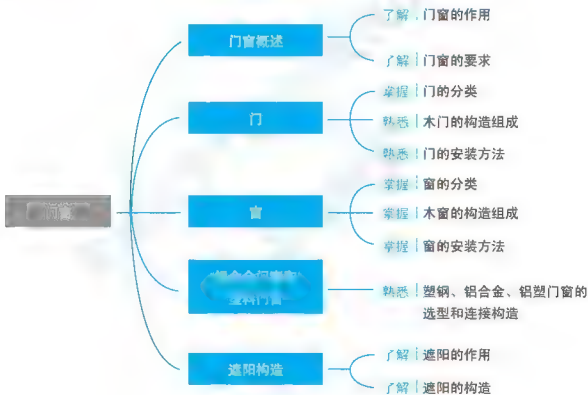 门窗概述
了解 门窗的作用
了解 门窗的要求
门
掌握 门的分类
熟悉 木门的构造组成
熟悉 门的安装方法
门窗
窗
掌握 窗的分类
掌握 木窗的构造组成
掌握 窗的安装方法
塑料门窗
熟悉 塑钢、铝合金、铝塑门窗的
选型和连接构造
遮阳构造
了解 遮阳的作用
了解 遮阳的构造